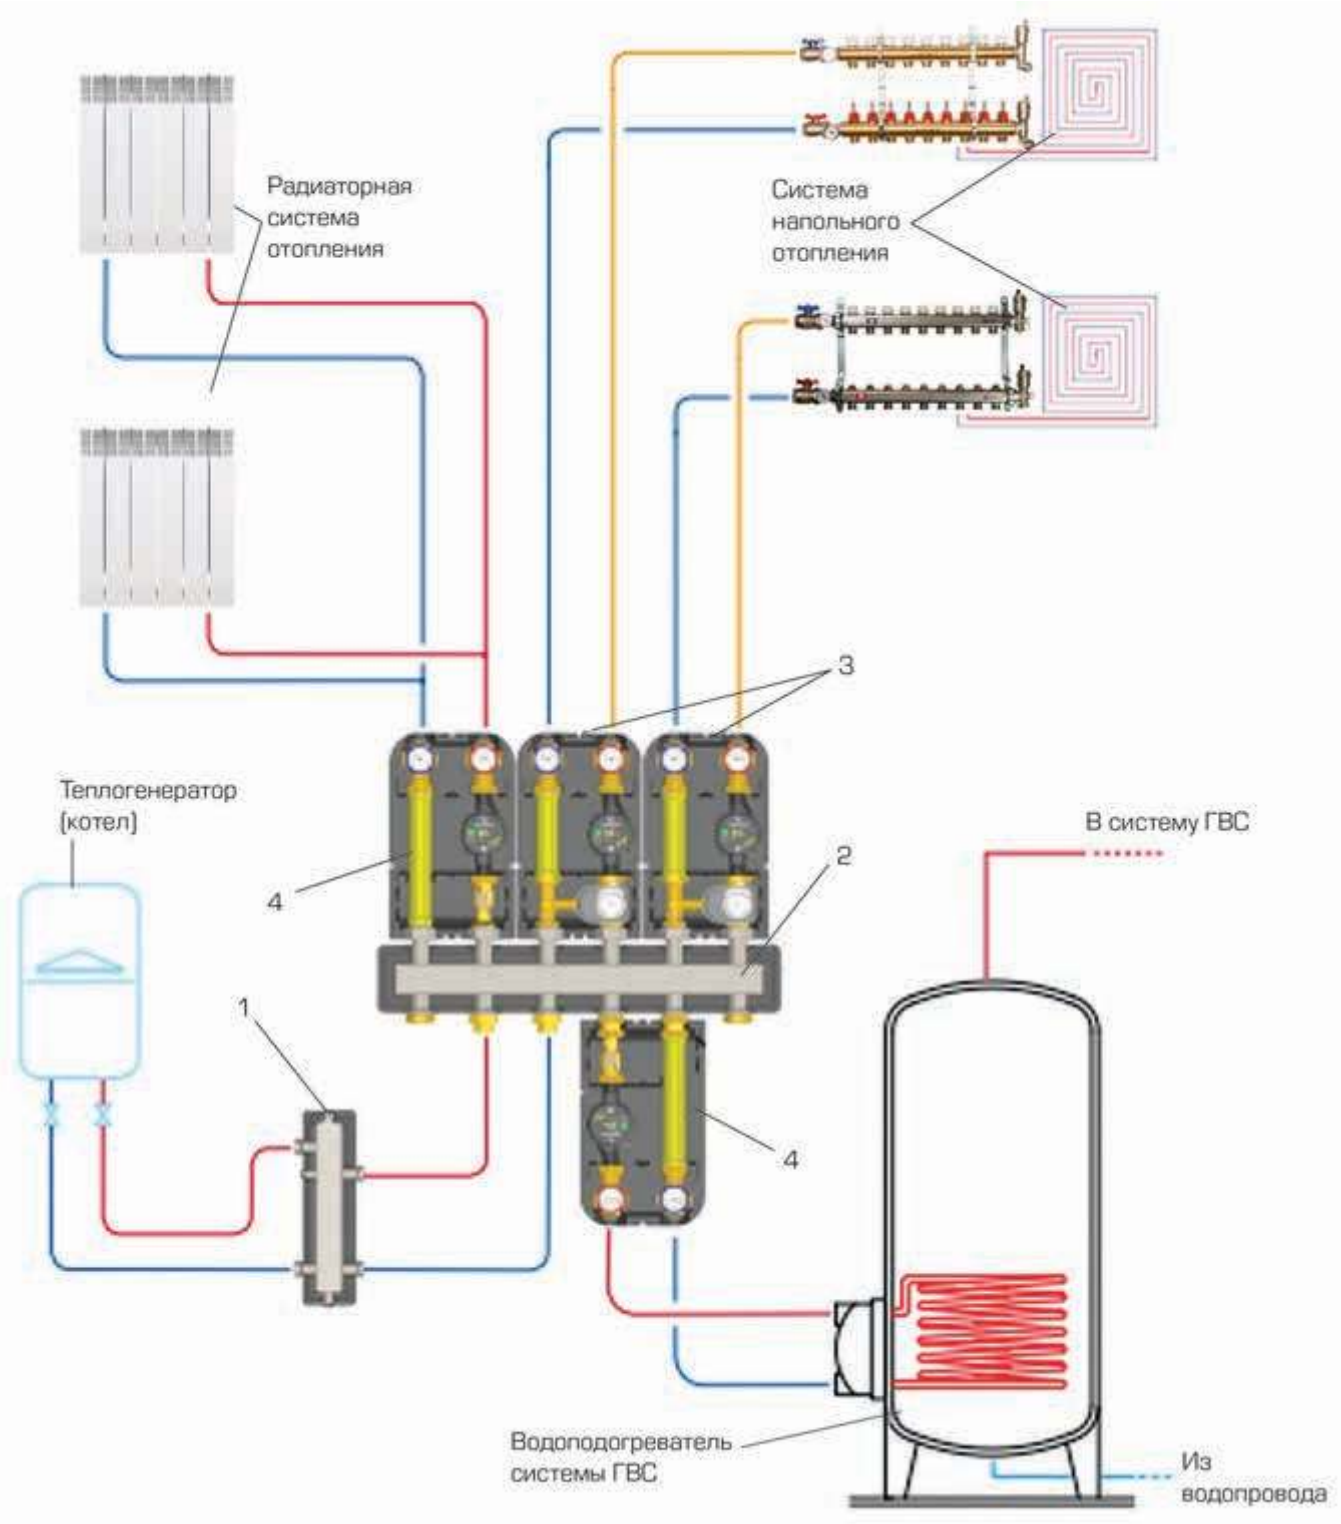 Радиаторная
система
отопления
Система
напольного
отопления
3
Теплогенератор
(котел)
В систему ГВС
2
4
1
4
Водоподогреватель
системы ГВС
Из
водопровода